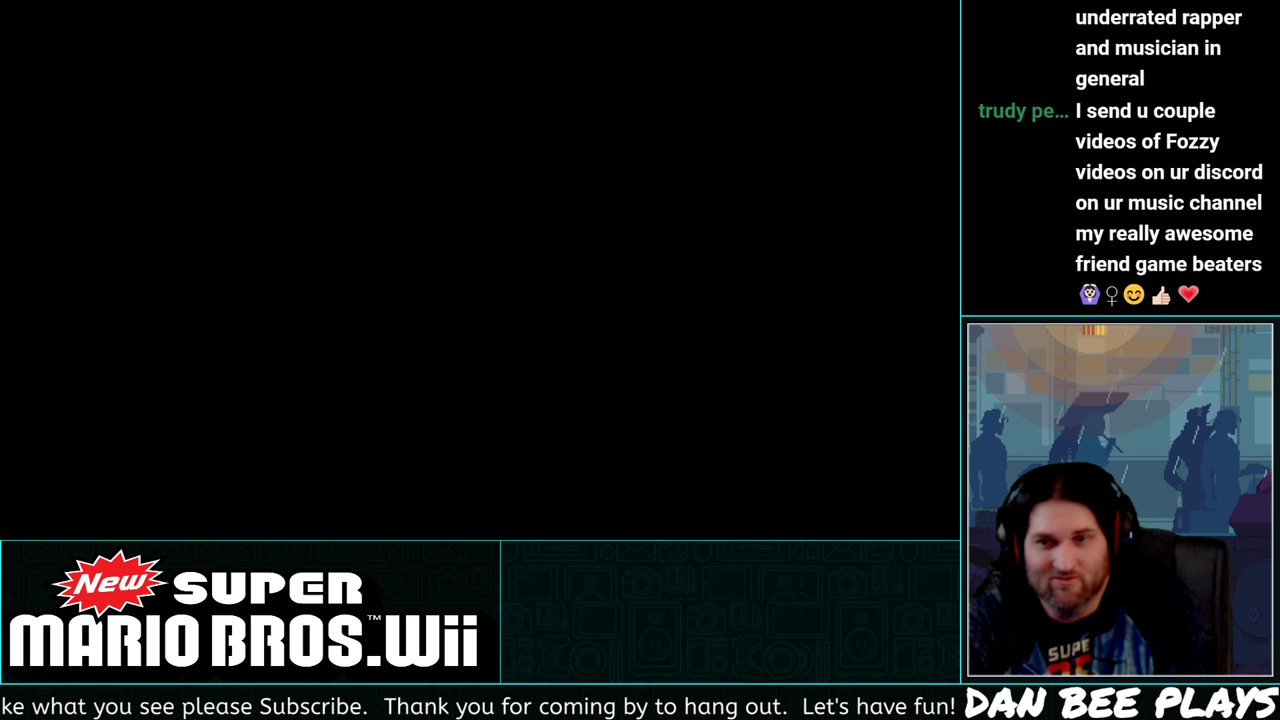 underrated rapper
and musician in
general
trudy pe... I send u couple
videos of Fozzy
videos on ur discord
on ur music channel
my really awesome
friend game beaters
🙆‍♀😊👍🏻❤
New SUPER
MARIO BROS.™Wii
SUPE
ke what you see please Subscribe.  Thank you for coming by to hang out.  Let's have fun!
DAN BEE PLAYS